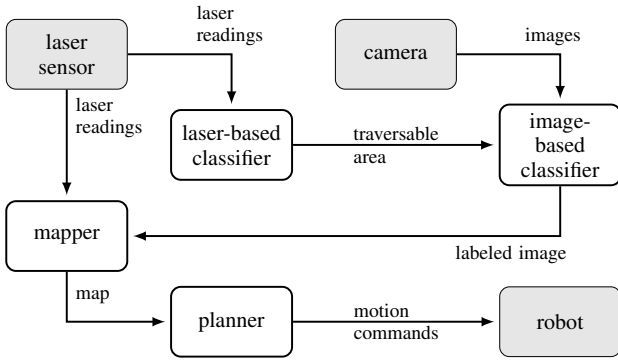 laser
sensor
laser
readings
camera
images
laser
readings
laser-based
classifier
traversable
area
image-
based
classifier
mapper
labeled image
map
planner
motion
commands
robot